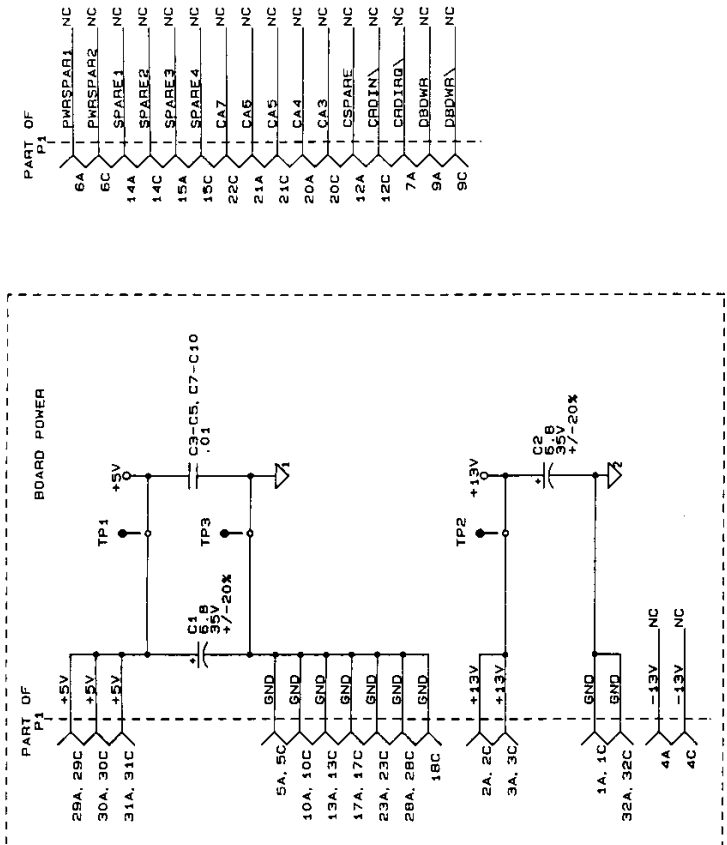 BOARD POWER
PART OF
P1
29A, 29C +5V
30A, 30C +5V
31A, 31C +5V
TP1
+5V
C1
6.8
35V
+/-20%
+
C3-C5, C7-C10
.01
TP3
5A, 5C GND
10A, 10C GND
13A, 13C GND
17A, 17C GND
23A, 23C GND
28A, 28C GND
18C GND
1
2A, 2C +13V
3A, 3C +13V
TP2
+13V
C2
6.8
35V
+/-20%
+
1A, 1C GND
32A, 32C GND
2
4A -13V NC
4C -13V NC
PART OF
P1
6A PWRSPAR1 NC
6C PWRSPAR2 NC
14A SPARE1 NC
14C SPARE2 NC
15A SPARE3 NC
15C SPARE4 NC
22C CA7 NC
21A CA6 NC
21C CA5 NC
20A CA4 NC
20C CA3 NC
12A CSPARE NC
12C CRDIN\ NC
7A CRDIRQ\ NC
9A DBDWR NC
9C DBDWR\ NC